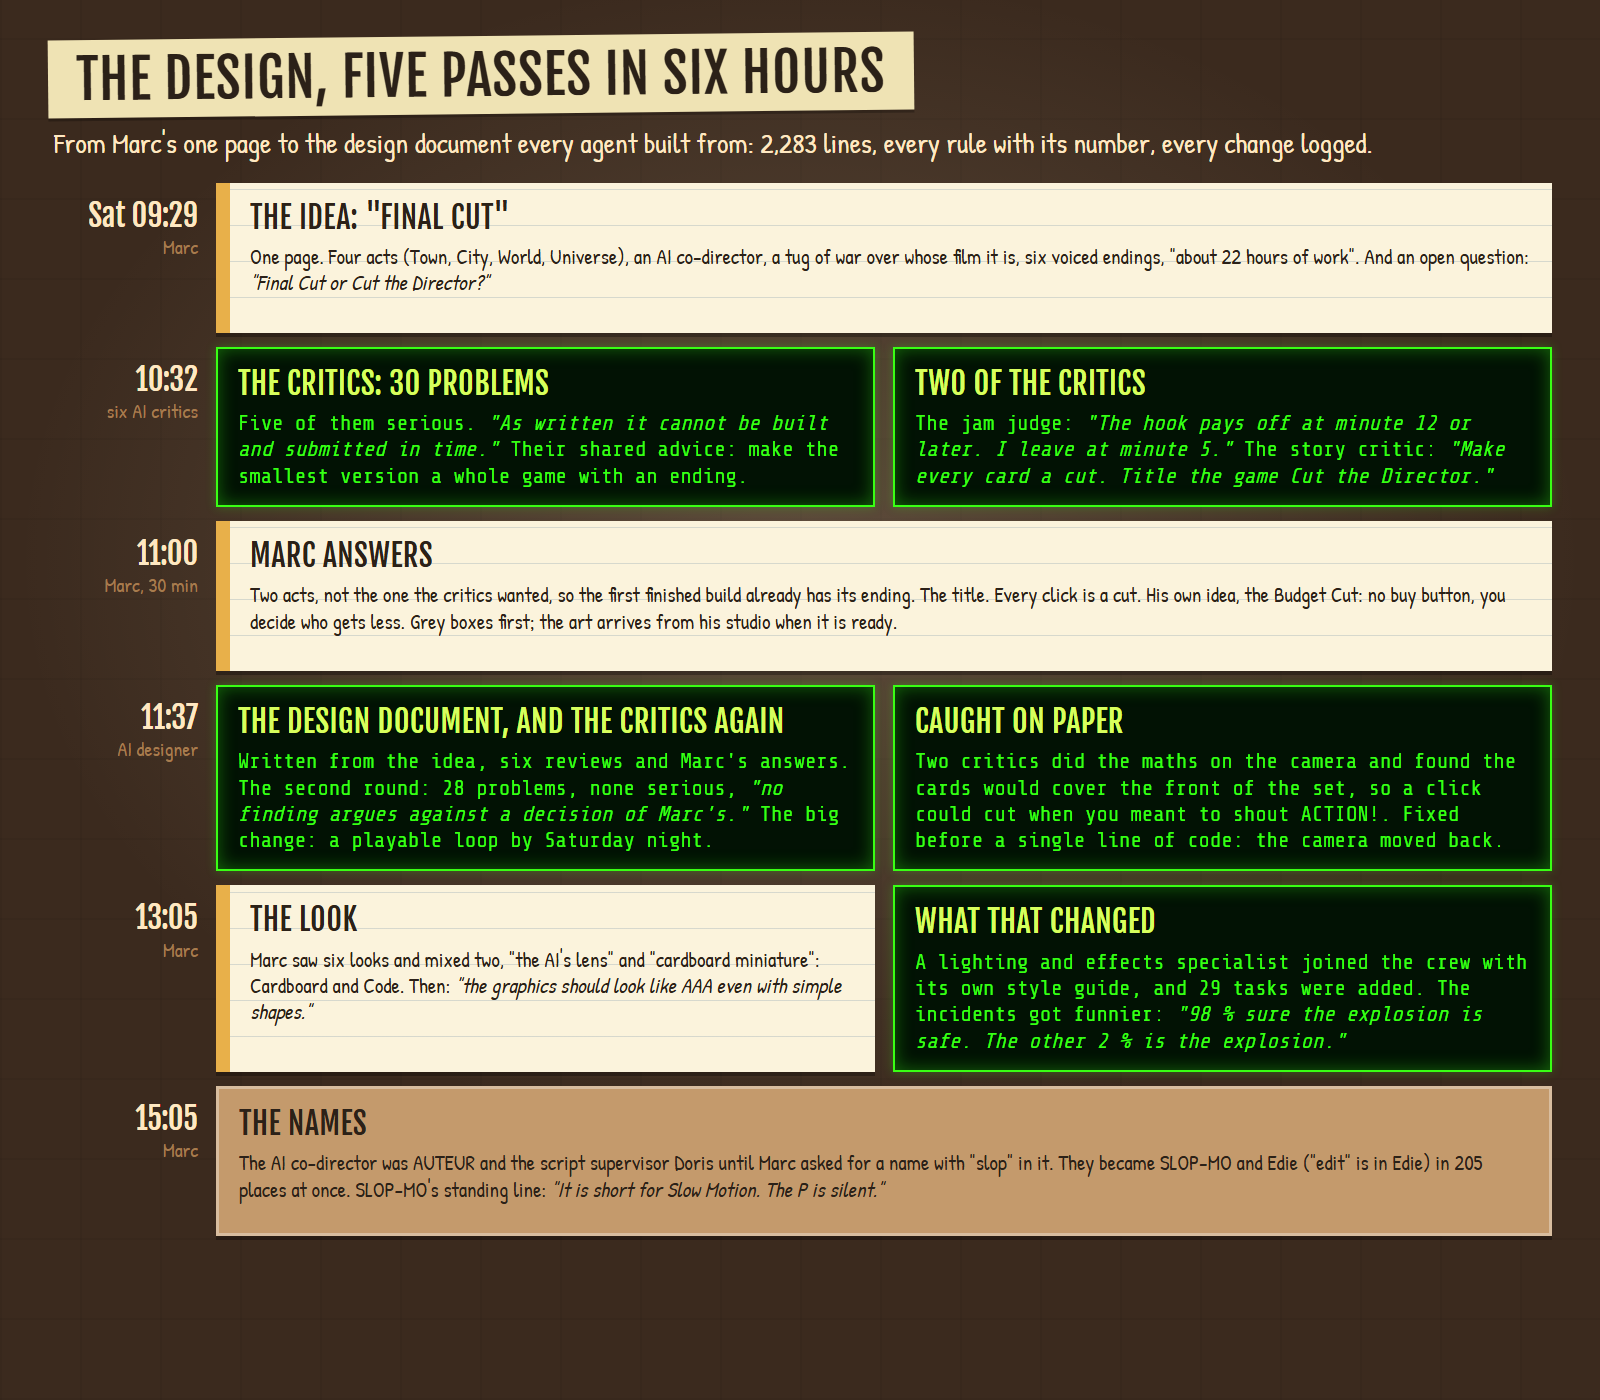 THE DESIGN, FIVE PASSES IN SIX HOURS
From Marc's one page to the design document every agent built from: 2,283 lines, every rule with its number, every change logged.
Sat 09:29
Marc
THE IDEA: "FINAL CUT"
One page. Four acts (Town, City, World, Universe), an AI co-director, a tug of war over whose film it is, six voiced endings, "about 22 hours of work". And an open question:
"Final Cut or Cut the Director?"
10:32
six AI critics
THE CRITICS: 30 PROBLEMS
Five of them serious. "As written it cannot be built
and submitted in time." Their shared advice: make the
smallest version a whole game with an ending.
TWO OF THE CRITICS
The jam judge: "The hook pays off at minute 12 or
later. I leave at minute 5." The story critic: "Make
every card a cut. Title the game Cut the Director."
11:00
Marc, 30 min
MARC ANSWERS
Two acts, not the one the critics wanted, so the first finished build already has its ending. The title. Every click is a cut. His own idea, the Budget Cut: no buy button, you
decide who gets less. Grey boxes first; the art arrives from his studio when it is ready.
11:37
AI designer
THE DESIGN DOCUMENT, AND THE CRITICS AGAIN
Written from the idea, six reviews and Marc's answers.
The second round: 28 problems, none serious, "no
finding argues against a decision of Marc's." The big
change: a playable loop by Saturday night.
CAUGHT ON PAPER
Two critics did the maths on the camera and found the
cards would cover the front of the set, so a click
could cut when you meant to shout ACTION!. Fixed
before a single line of code: the camera moved back.
13:05
Marc
THE LOOK
Marc saw six looks and mixed two, "the AI's lens" and "cardboard miniature":
Cardboard and Code. Then: "the graphics should look like AAA even with simple
shapes."
WHAT THAT CHANGED
A lighting and effects specialist joined the crew with
its own style guide, and 29 tasks were added. The
incidents got funnier: "98 % sure the explosion is
safe. The other 2 % is the explosion."
15:05
Marc
THE NAMES
The AI co-director was AUTEUR and the script supervisor Doris until Marc asked for a name with "slop" in it. They became SLOP-MO and Edie ("edit" is in Edie) in 205
places at once. SLOP-MO's standing line: "It is short for Slow Motion. The P is silent."